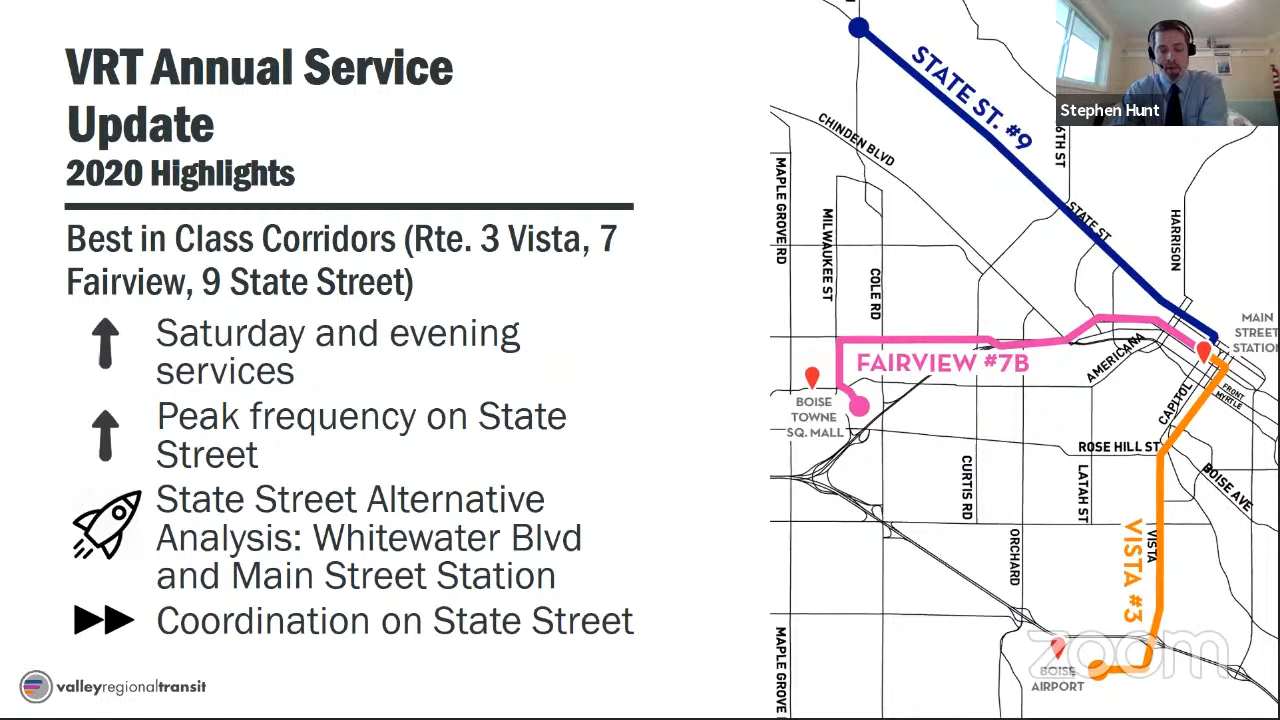 VRT Annual Service
Update
2020 Highlights
Best in Class Corridors (Rte. 3 Vista, 7
Fairview, 9 State Street)
Saturday and evening
services
Peak frequency on State
Street
State Street Alternative
Analysis: Whitewater Blvd
and Main Street Station
Coordination on State Street
valleyregionaltransit
Stephen Hunt
STATE ST. #9
CHINDEN BLVD
6TH ST
MAPLE GROVE RD
MILWAUKEE ST
COLE RD
STATE ST
HARRISON
MAIN
STREET
STATION
FAIRVIEW #7B
AMERICANA
BOISE
TOWNE
SQ. MALL
CAPITOL
FRONT
MYRTLE
ROSE HILL ST
CURTIS RD
LATAH ST
BOISE AVE
ORCHARD
VISTA #3
VISTA
MAPLE GROVE
BOISE
AIRPORT
zoom